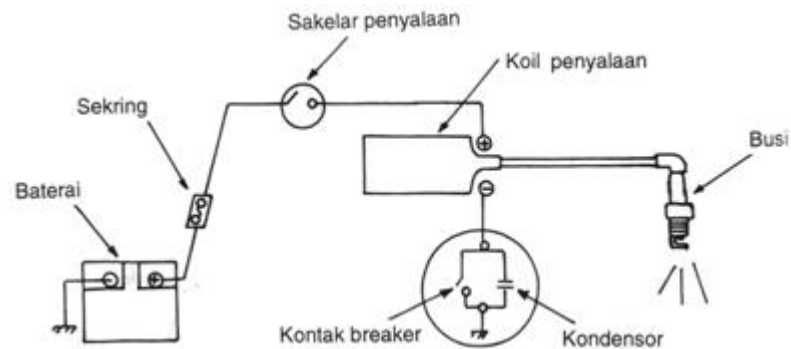 Sakelar penyalaan
Koil penyalaan
Sekring
Busi
Baterai
Kontak breaker
Kondensor